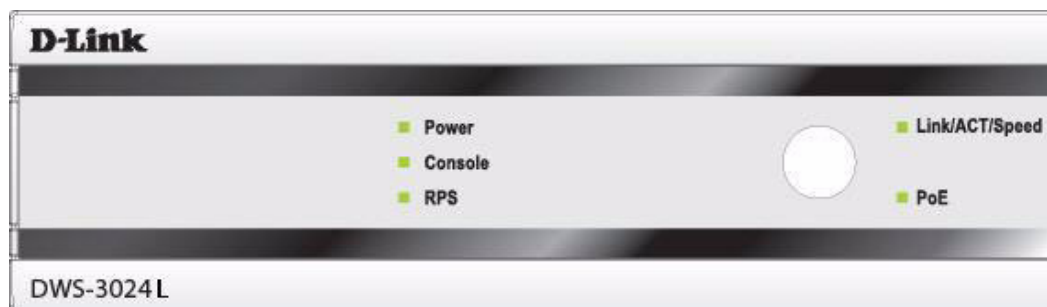 D-Link
Power
Console
RPS
Link/ACT/Speed
PoE
DWS-3024L